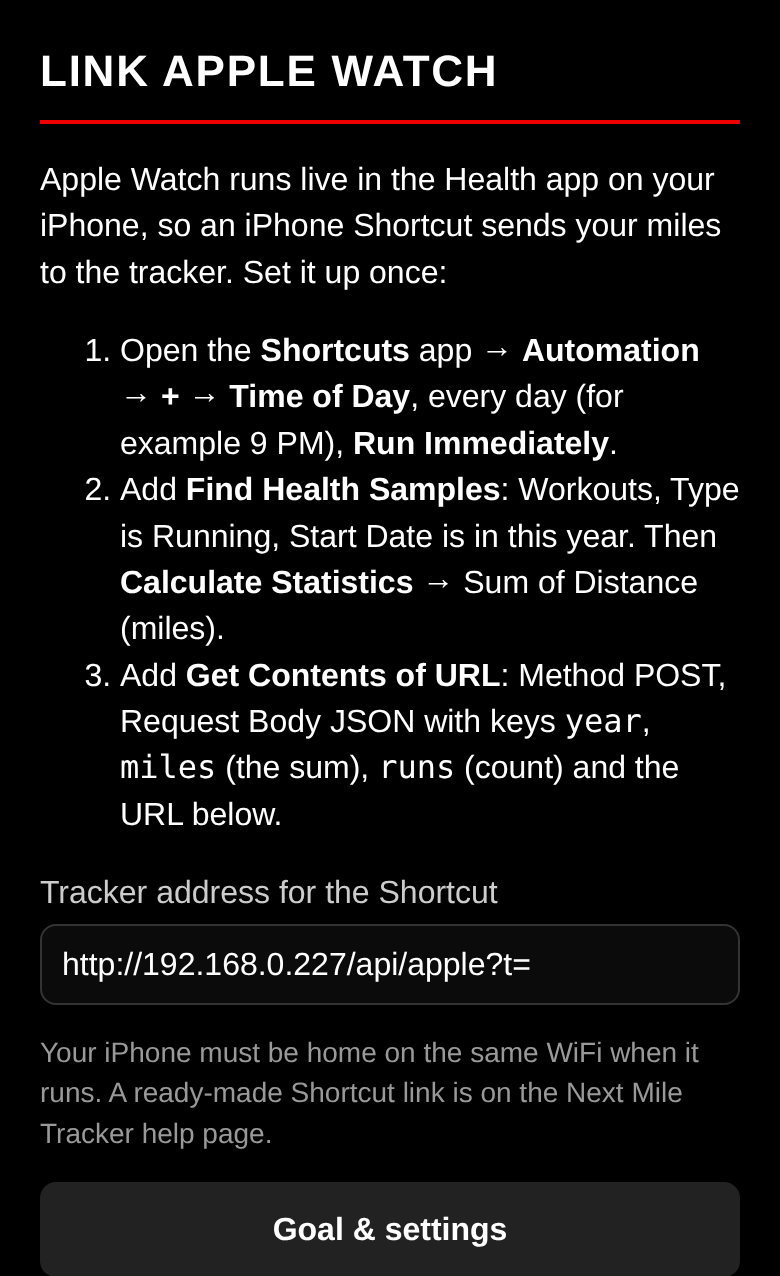 LINK APPLE WATCH
Apple Watch runs live in the Health app on your
iPhone, so an iPhone Shortcut sends your miles
to the tracker. Set it up once:
1. Open the Shortcuts app → Automation
→ + → Time of Day, every day (for
example 9 PM), Run Immediately.
2. Add Find Health Samples: Workouts, Type
is Running, Start Date is in this year. Then
Calculate Statistics → Sum of Distance
(miles).
3. Add Get Contents of URL: Method POST,
Request Body JSON with keys year,
miles (the sum), runs (count) and the
URL below.
Tracker address for the Shortcut
http://192.168.0.227/api/apple?t=
Your iPhone must be home on the same WiFi when it
runs. A ready-made Shortcut link is on the Next Mile
Tracker help page.
Goal & settings